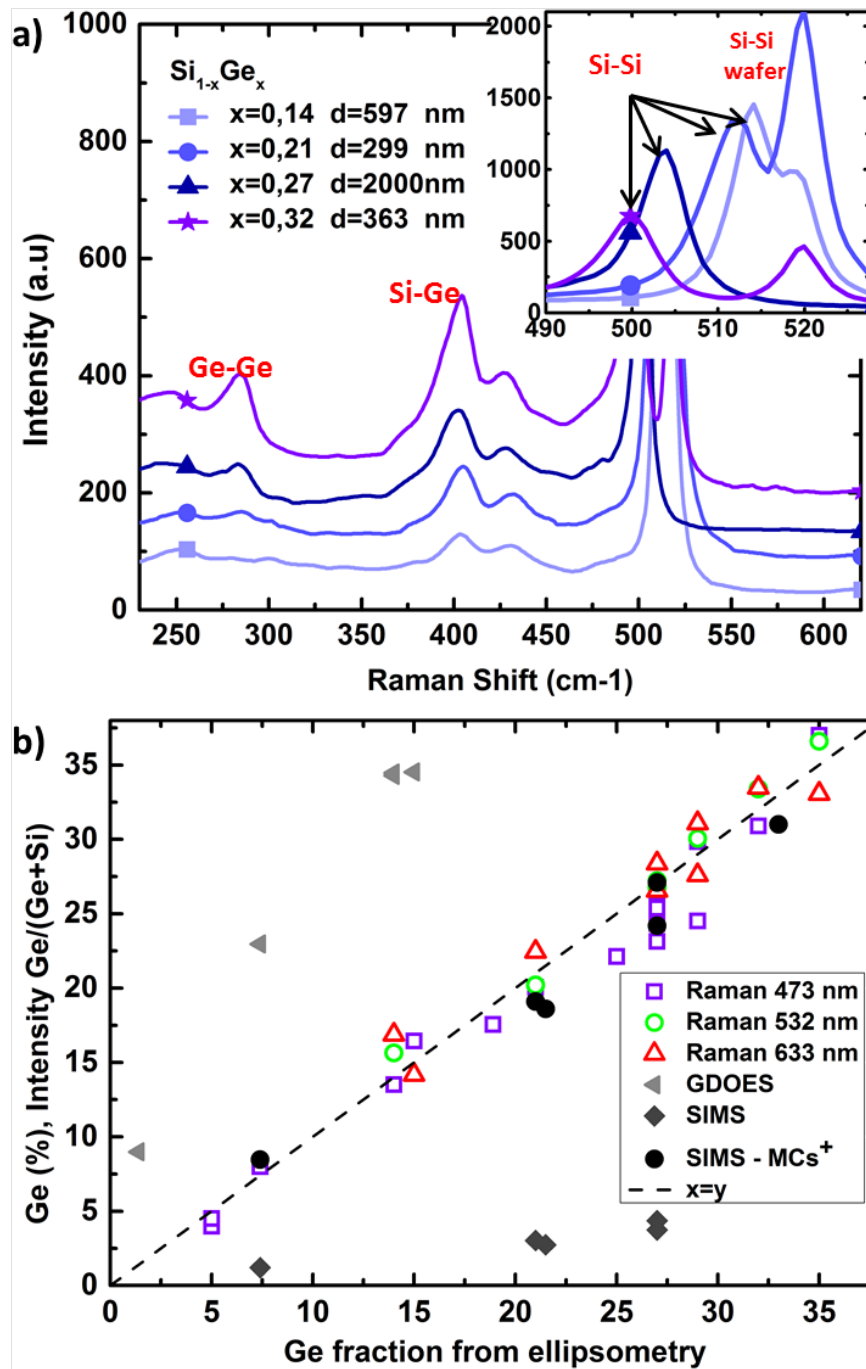 a)
1000
800
600
400
200
0
Intensity (a.u)
Si1-xGex
x=0,14 d=597 nm
x=0,21 d=299 nm
x=0,27 d=2000nm
x=0,32 d=363 nm
Ge-Ge
Si-Ge
2000
1500
1000
500
0
Si-Si
Si-Si
wafer
490 500 510 520
250 300 350 400 450 500 550 600
Raman Shift (cm-1)
b)
35
30
25
20
15
10
5
0
Ge (%), Intensity Ge/(Ge+Si)
Raman 473 nm
Raman 532 nm
Raman 633 nm
GDOES
SIMS
SIMS - MCs+
x=y
0 5 10 15 20 25 30 35
Ge fraction from ellipsometry